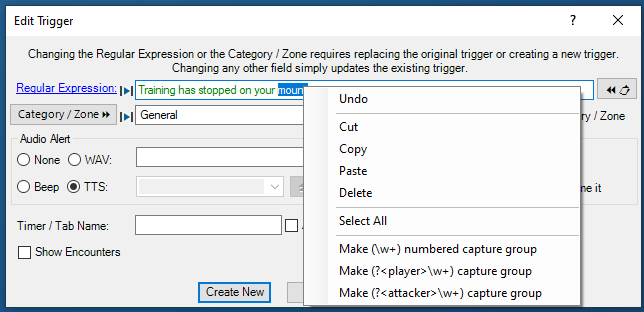 Edit Trigger
Changing the Regular Expression or the Category / Zone requires replacing the original trigger or creating a new trigger.
Changing any other field simply updates the existing trigger.
Regular Expression:
Training has stopped on your moun
Category / Zone
General
ry / Zone
Audio Alert
None
WAV:
Beep
TTS:
me it
Timer / Tab Name:
Show Encounters
Create New
Undo
Cut
Copy
Paste
Delete
Select All
Make (\w+) numbered capture group
Make (?<player>\w+) capture group
Make (?<attacker>\w+) capture group